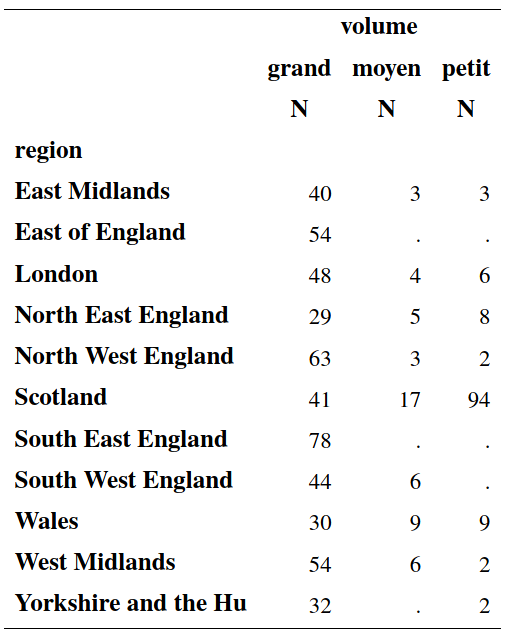 volume
grand moyen petit
N N N
region
East Midlands 40 3 3
East of England 54 . .
London 48 4 6
North East England 29 5 8
North West England 63 3 2
Scotland 41 17 94
South East England 78 . .
South West England 44 6 .
Wales 30 9 9
West Midlands 54 6 2
Yorkshire and the Hu 32 . 2